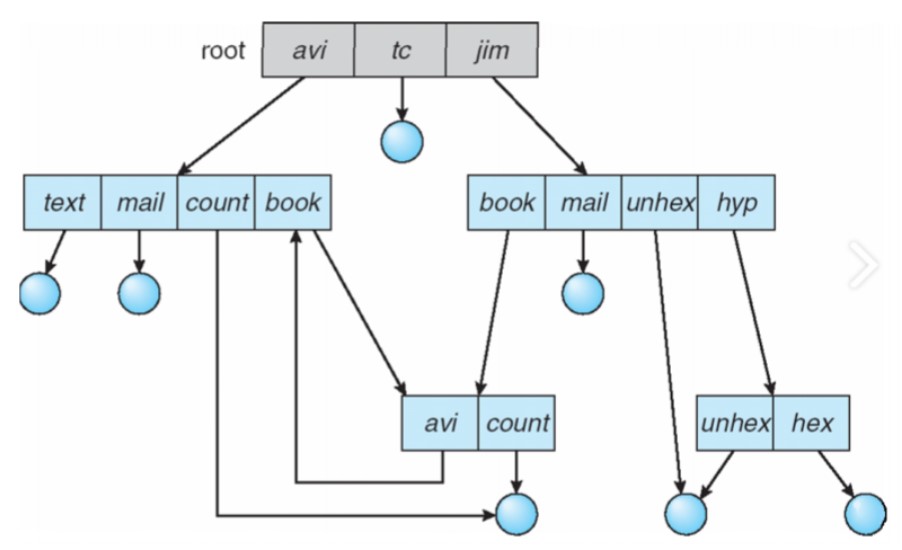 root avi tc jim
text mail count book book mail unhex hyp
avi count unhex hex